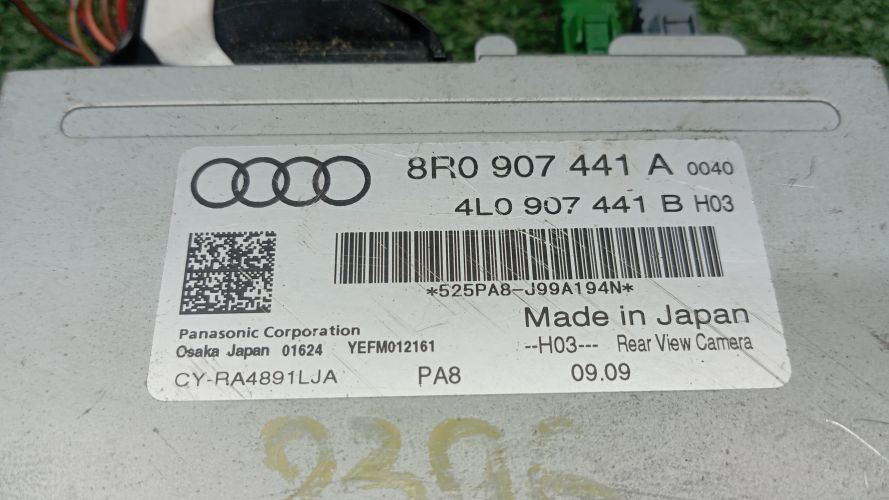 8R0 907 441 A 0040
4L0 907 441 B H03
*525PA8-J99A194N*
Made in Japan
Panasonic Corporation
Osaka Japan 01624 YEFM012161
--H03--- Rear View Camera
CY-RA4891LJA PA8 09.09